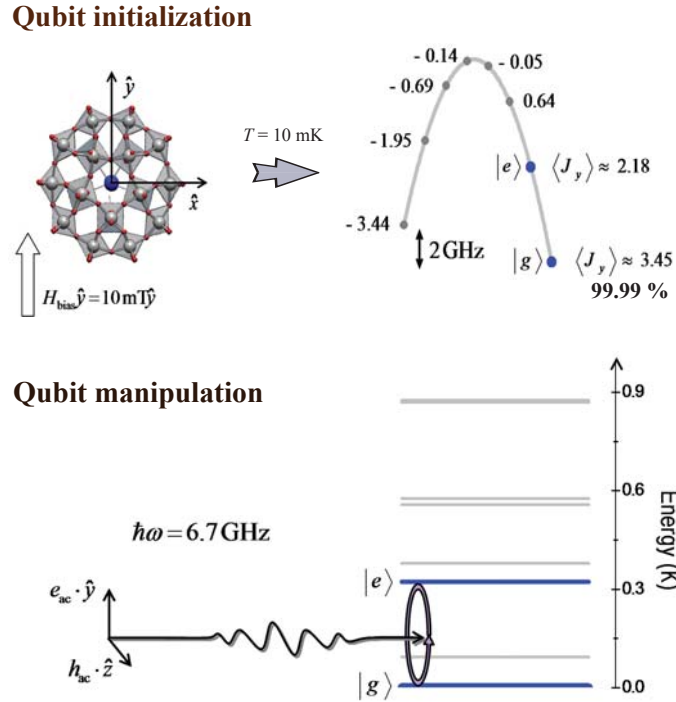 Qubit initialization
ŷ
x̂
T = 10 mK
H_bias ŷ = 10 mT ŷ
- 0.14
- 0.05
- 0.69
0.64
-1.95
|e⟩ ⟨J_y⟩ ≈ 2.18
- 3.44
2 GHz
|g⟩ ⟨J_y⟩ ≈ 3.45
99.99 %
Qubit manipulation
ℏω = 6.7 GHz
e_ac · ŷ
h_ac · ẑ
|e⟩
|g⟩
0.9
0.6
0.3
0.0
Energy (K)